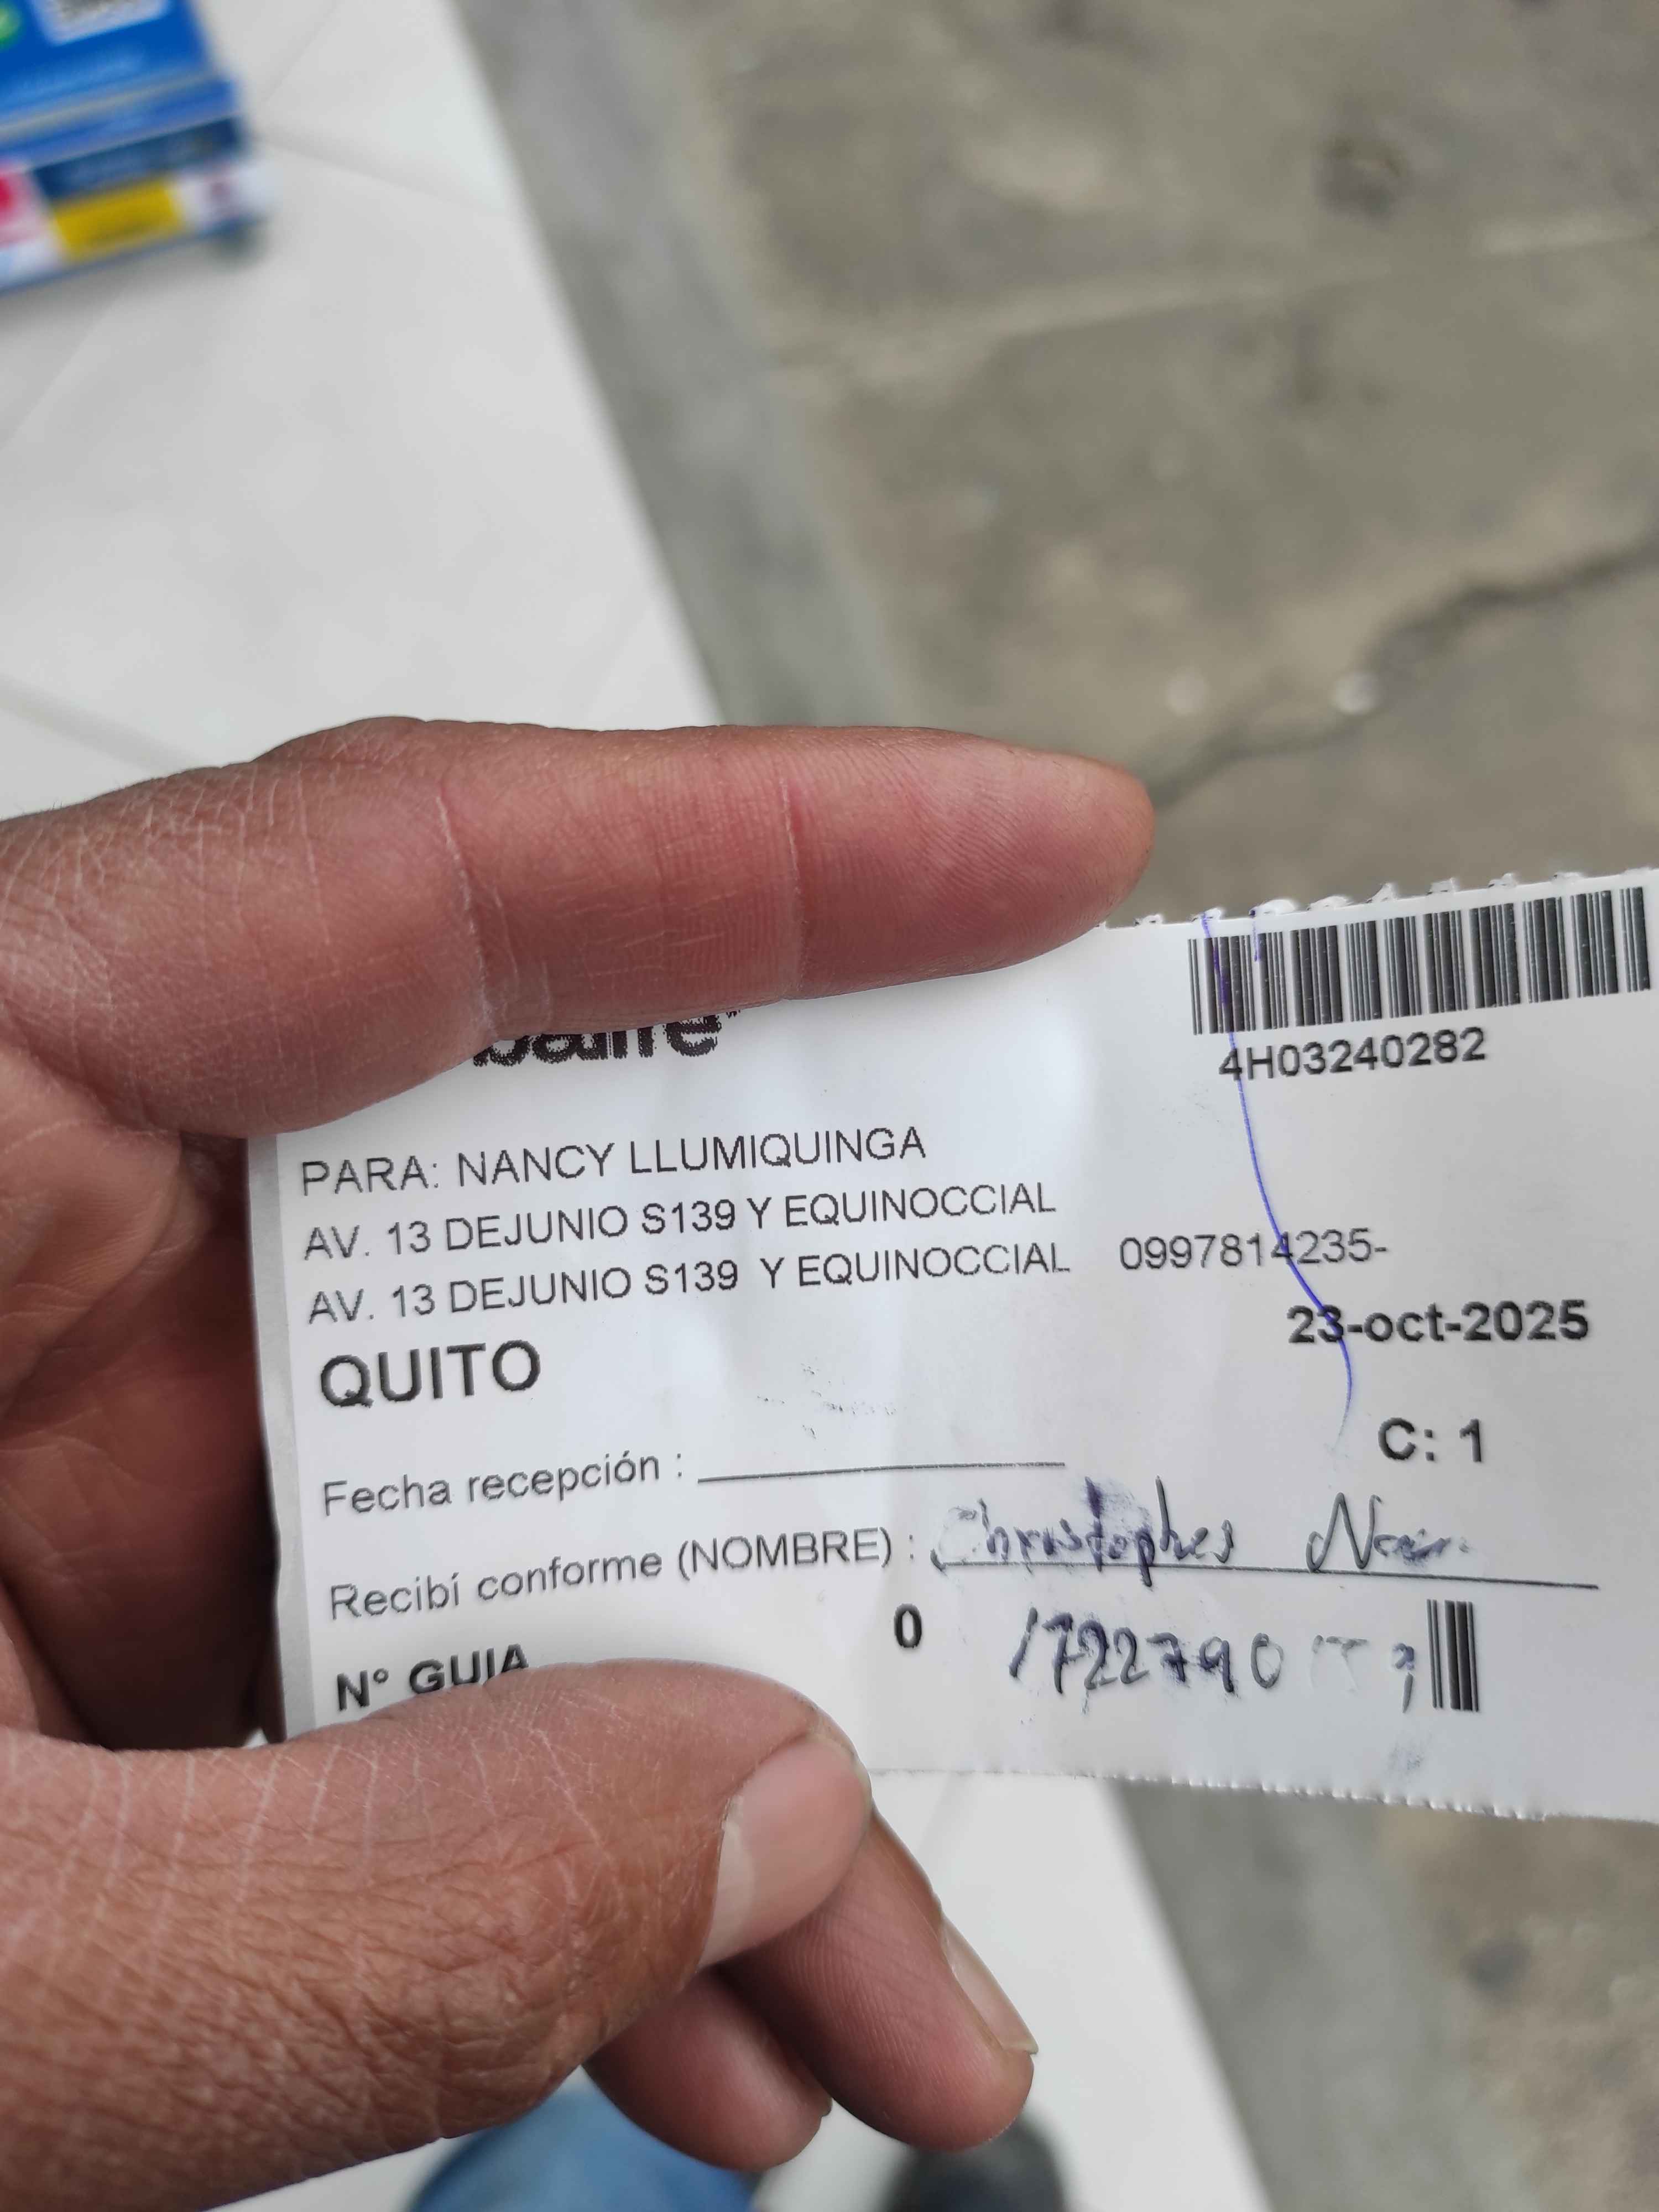 4H03240282
PARA: NANCY LLUMIQUINGA
AV. 13 DEJUNIO S139 Y EQUINOCCIAL
AV. 13 DEJUNIO S139 Y EQUINOCCIAL 0997814235-
23-oct-2025
QUITO
C: 1
Fecha recepción :
Recibí conforme (NOMBRE) :
0
N° GUIA